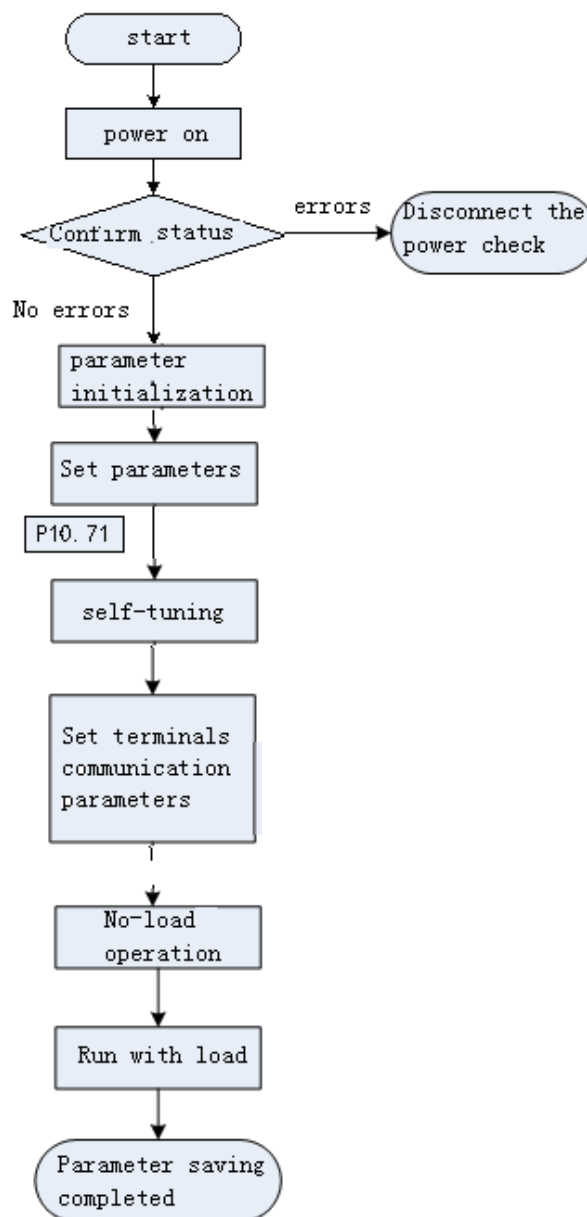 start
power on
Confirm status
errors
Disconnect the
power check
No errors
parameter
initialization
Set parameters
P10.71
self-tuning
Set terminals
communication
parameters
No-load
operation
Run with load
Parameter saving
completed